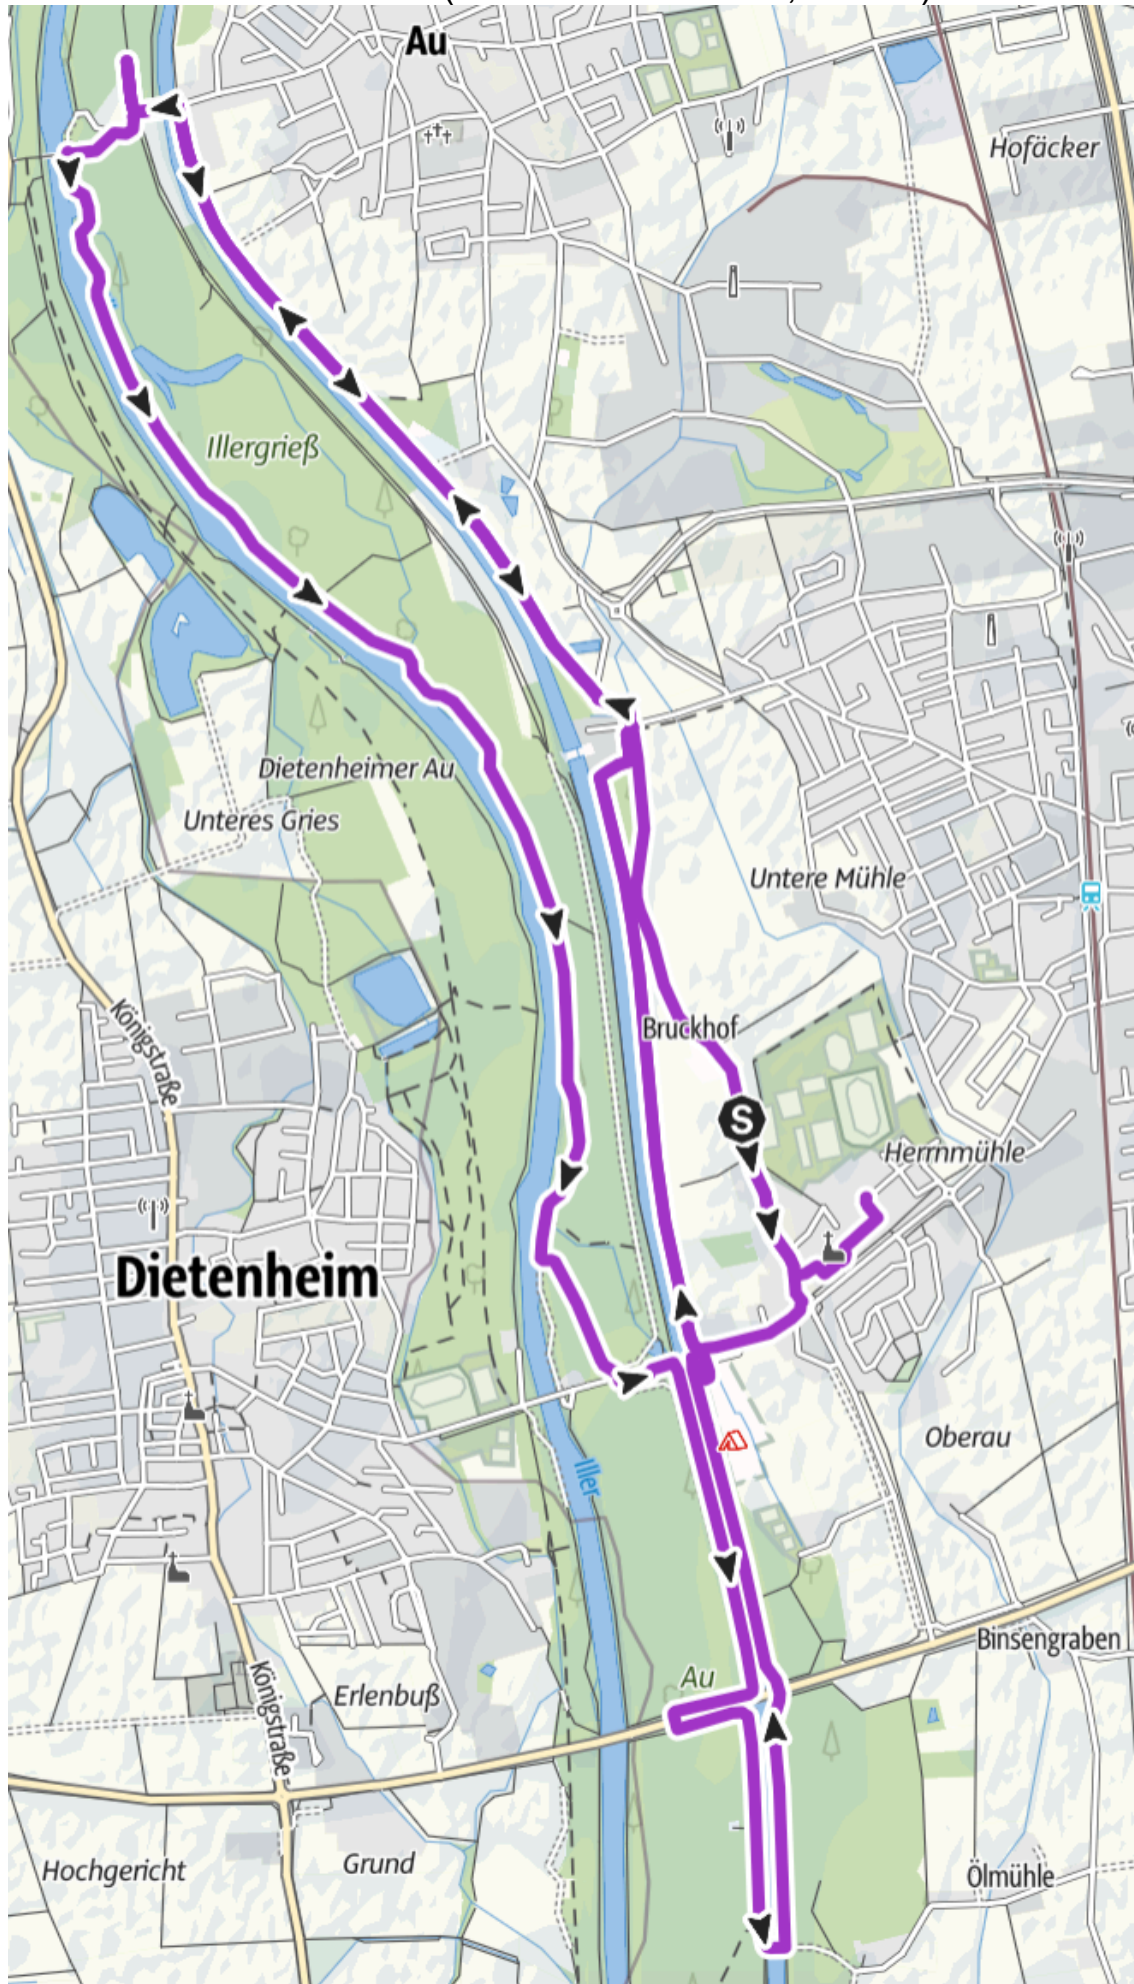 Au
Hofäcker
Illergrieß
Dietenheimer Au
Unteres Gries
Untere Mühle
Königstraße
Bruckhof
S
Herrnmühle
Dietenheim
Oberau
Iller
Binsengraben
Au
Erlenbuß
Königstraße
Hochgericht
Grund
Ölmühle